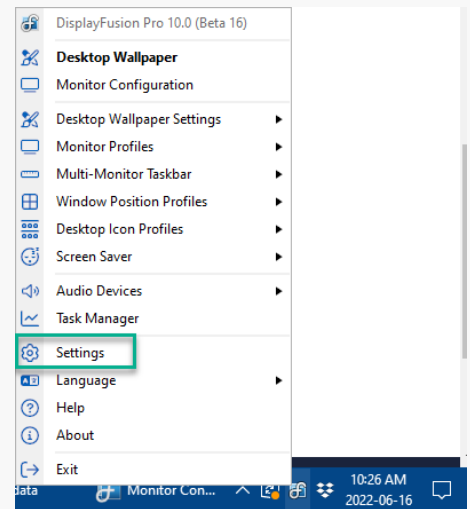 DisplayFusion Pro 10.0 (Beta 16)
Desktop Wallpaper
Monitor Configuration
Desktop Wallpaper Settings
Monitor Profiles
Multi-Monitor Taskbar
Window Position Profiles
Desktop Icon Profiles
Screen Saver
Audio Devices
Task Manager
Settings
Language
Help
About
Exit
data
Monitor Con...
10:26 AM
2022-06-16